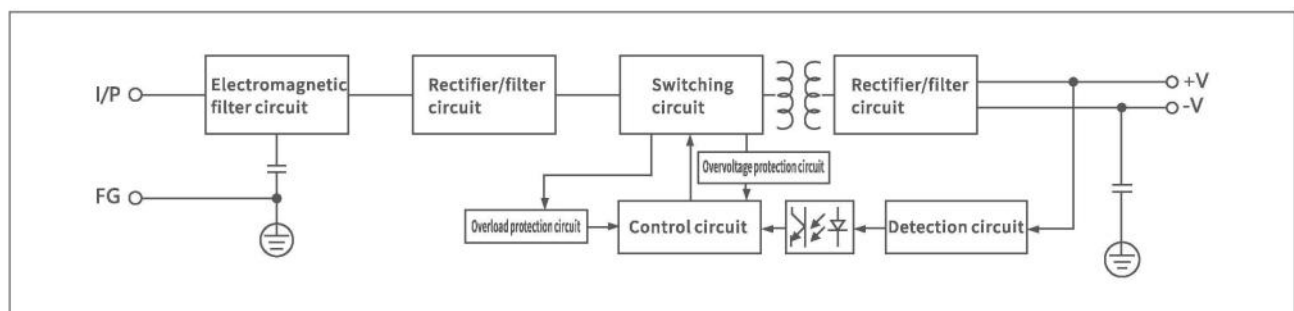 I/P
Electromagnetic
filter circuit
Rectifier/filter
circuit
Switching
circuit
Rectifier/filter
circuit
+V
-V
Overvoltage protection circuit
FG
Overload protection circuit
Control circuit
Detection circuit